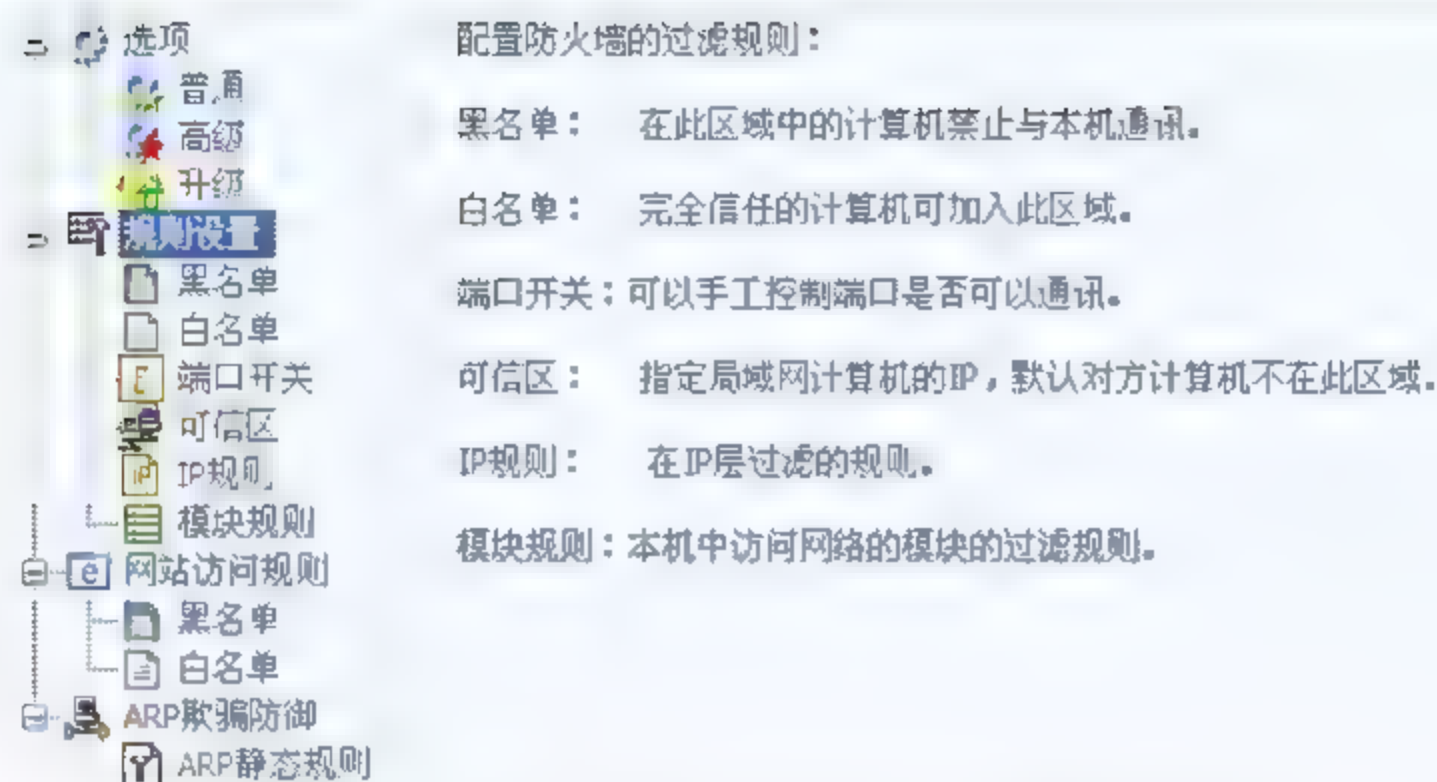 选项
普通
高级
升级
规则设置
黑名单
白名单
端口开关
可信区
IP规则
模块规则
网站访问规则
黑名单
白名单
ARP欺骗防御
ARP静态规则
配置防火墙的过滤规则：
黑名单： 在此区域中的计算机禁止与本机通讯。
白名单： 完全信任的计算机可加入此区域。
端口开关：可以手工控制端口是否可以通讯。
可信区： 指定局域网计算机的IP，默认对方计算机不在此区域.
IP规则： 在IP层过滤的规则。
模块规则：本机中访问网络的模块的过滤规则。